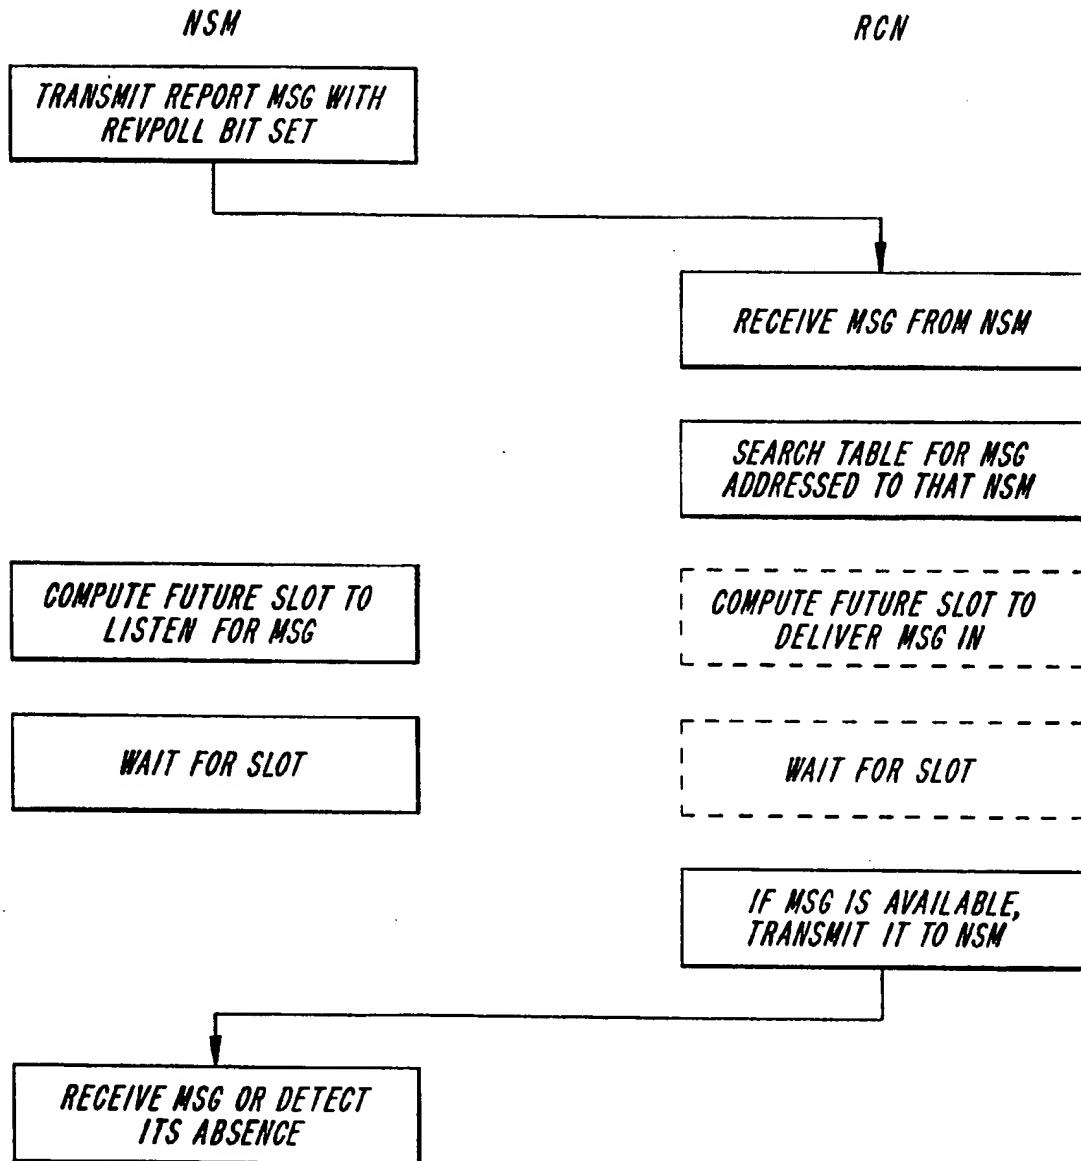 NSM
RCN
TRANSMIT REPORT MSG WITH
REVPOLL BIT SET
RECEIVE MSG FROM NSM
SEARCH TABLE FOR MSG
ADDRESSED TO THAT NSM
COMPUTE FUTURE SLOT TO
LISTEN FOR MSG
COMPUTE FUTURE SLOT TO
DELIVER MSG IN
WAIT FOR SLOT
WAIT FOR SLOT
IF MSG IS AVAILABLE,
TRANSMIT IT TO NSM
RECEIVE MSG OR DETECT
ITS ABSENCE